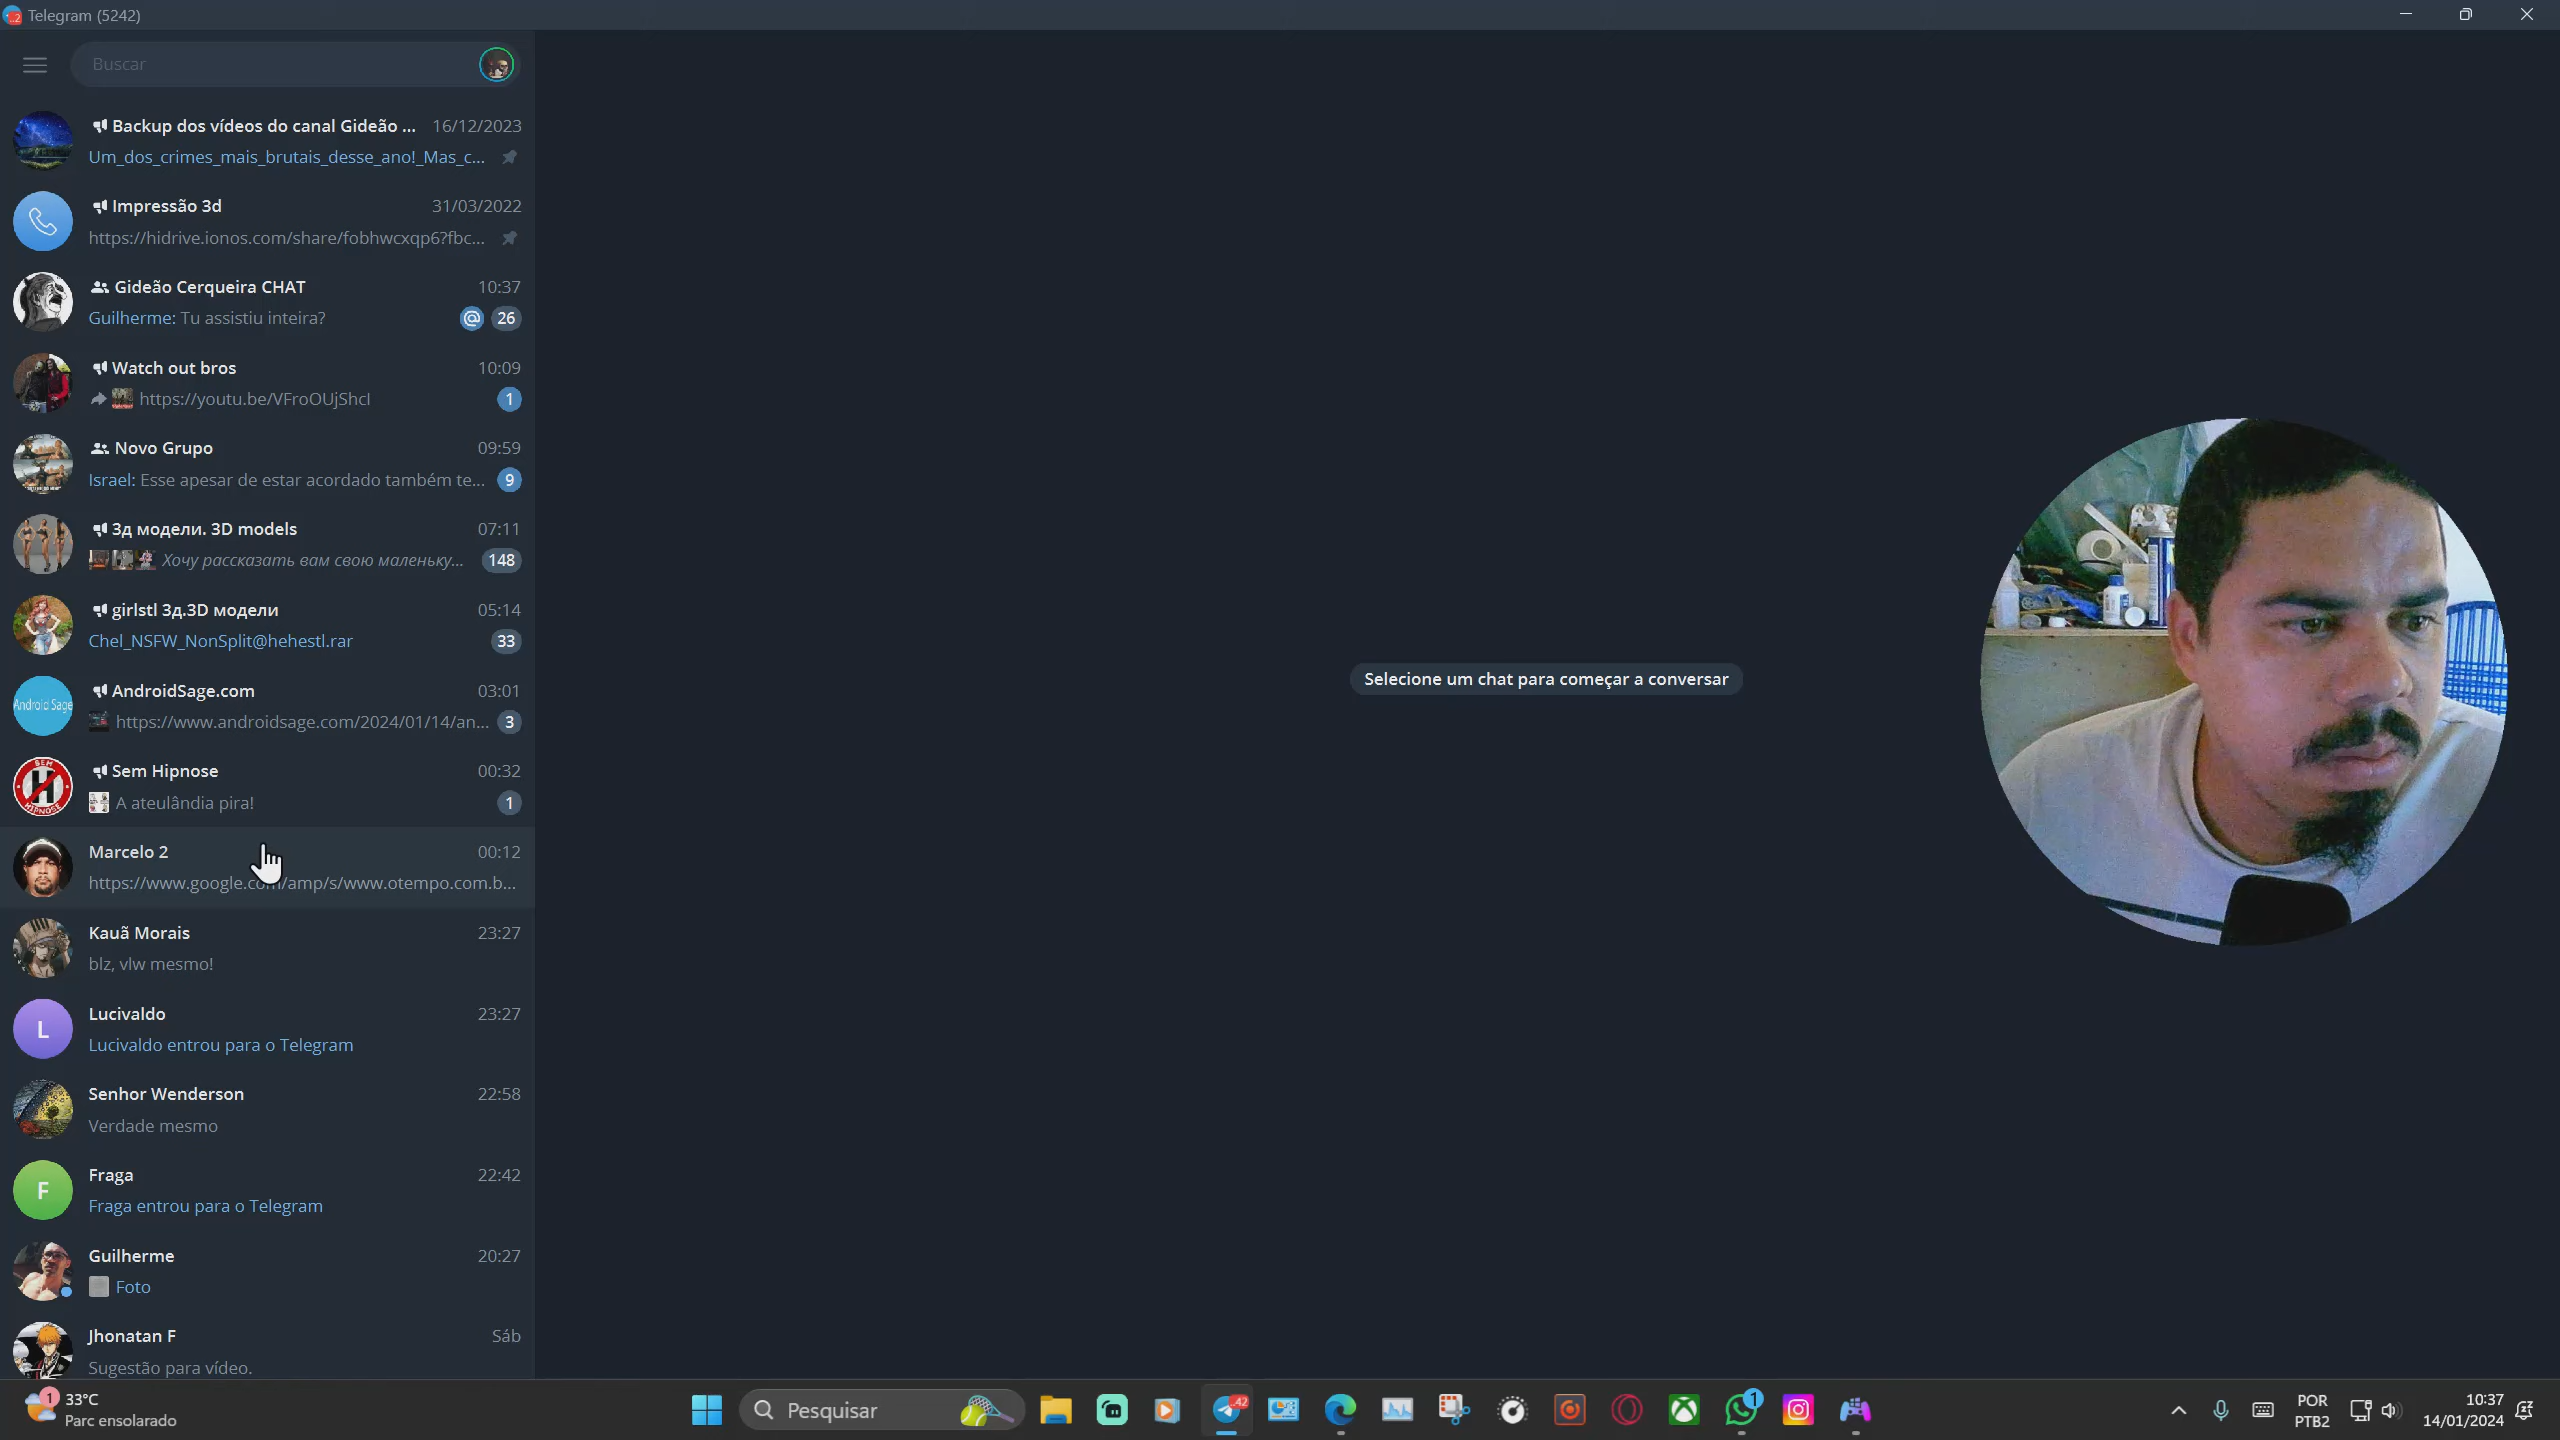 Telegram (5242)
Buscar
Backup dos vídeos do canal Gideão ... 16/12/2023
Um_dos_crimes_mais_brutais_desse_ano!_Mas_c...
Impressão 3d 31/03/2022
https://hidrive.ionos.com/share/fobhwcxqp6?fbc...
Gideão Cerqueira CHAT 10:37
Guilherme: Tu assistiu inteira? @ 26
Watch out bros 10:09
https://youtu.be/VFroOUjShcI 1
Novo Grupo 09:59
Israel: Esse apesar de estar acordado também te... 9
3д модели. 3D models 07:11
Хочу рассказать вам свою маленьку... 148
girlstl 3д.3D модели 05:14
Chel_NSFW_NonSplit@hehestl.rar 33
Android Sage
AndroidSage.com 03:01
https://www.androidsage.com/2024/01/14/an... 3
SEM H HIPNOSE
Sem Hipnose 00:32
A ateulândia pira! 1
Marcelo 2 00:12
https://www.google.com/amp/s/www.otempo.com.b...
Kauã Morais 23:27
blz, vlw mesmo!
L
Lucivaldo 23:27
Lucivaldo entrou para o Telegram
Senhor Wenderson 22:58
Verdade mesmo
F
Fraga 22:42
Fraga entrou para o Telegram
Guilherme 20:27
Foto
Jhonatan F Sáb
Sugestão para vídeo.
Selecione um chat para começar a conversar
1 33°C
Parc ensolarado
Pesquisar
..42
1
POR
PTB2
10:37
14/01/2024